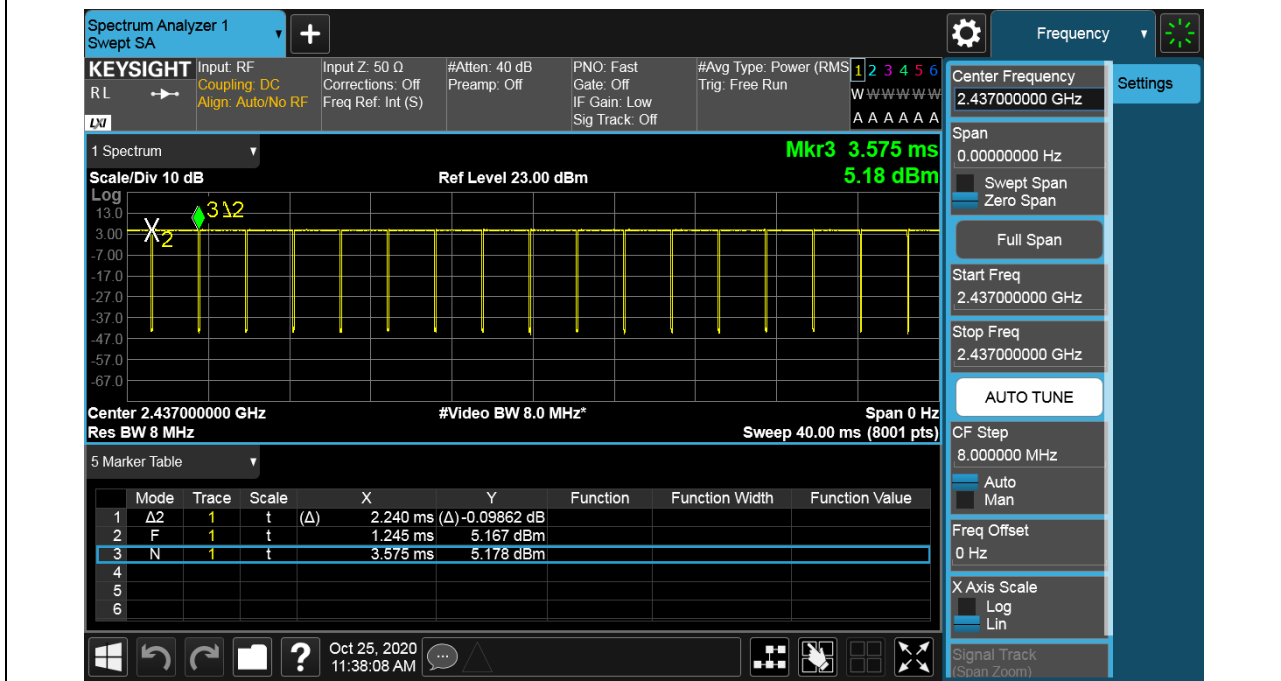 Spectrum Analyzer 1
Swept SA
Frequency
KEYSIGHT
RL
LXI
Input: RF
Coupling: DC
Align: Auto/No RF
Input Z: 50 Ω
Corrections: Off
Freq Ref: Int (S)
#Atten: 40 dB
Preamp: Off
PNO: Fast
Gate: Off
IF Gain: Low
Sig Track: Off
#Avg Type: Power (RMS
Trig: Free Run
1 2 3 4 5 6
W W W W W W
A A A A A A
1 Spectrum
Mkr3 3.575 ms
5.18 dBm
Scale/Div 10 dB
Ref Level 23.00 dBm
Log
13.0
3.00
-7.00
-17.0
-27.0
-37.0
-47.0
-57.0
-67.0
X2
3Δ2
Center 2.437000000 GHz
#Video BW 8.0 MHz*
Span 0 Hz
Res BW 8 MHz
Sweep 40.00 ms (8001 pts)
5 Marker Table
Mode Trace Scale X Y Function Function Width Function Value
1 Δ2 1 t (Δ) 2.240 ms (Δ) -0.09862 dB
2 F 1 t 1.245 ms 5.167 dBm
3 N 1 t 3.575 ms 5.178 dBm
4
5
6
Oct 25, 2020
11:38:08 AM
Center Frequency
2.437000000 GHz
Settings
Span
0.00000000 Hz
Swept Span
Zero Span
Full Span
Start Freq
2.437000000 GHz
Stop Freq
2.437000000 GHz
AUTO TUNE
CF Step
8.000000 MHz
Auto
Man
Freq Offset
0 Hz
X Axis Scale
Log
Lin
Signal Track
(Span Zoom)